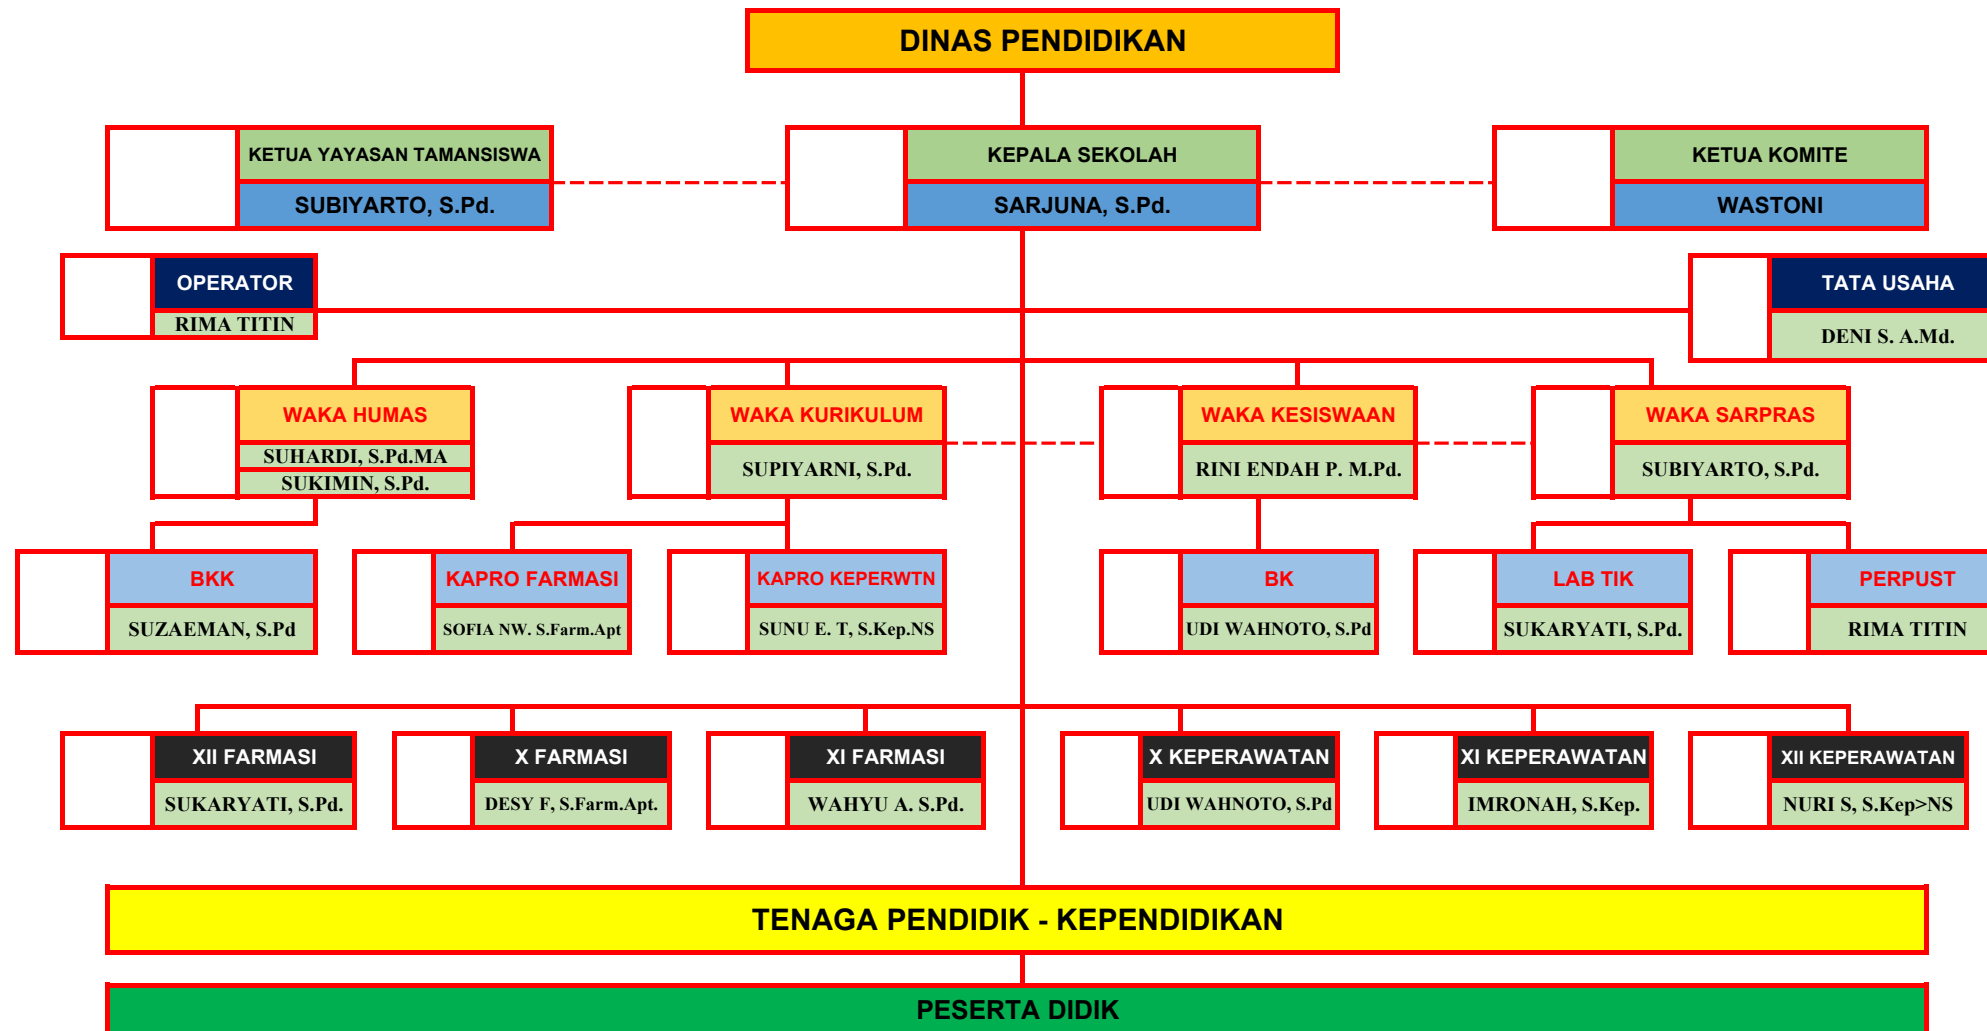 DINAS PENDIDIKAN
KETUA YAYASAN TAMANSISWA
SUBIYARTO, S.Pd.
KEPALA SEKOLAH
SARJUNA, S.Pd.
KETUA KOMITE
WASTONI
OPERATOR
RIMA TITIN
TATA USAHA
DENI S. A.Md.
WAKA HUMAS
SUHARDI, S.Pd.MA
SUKIMIN, S.Pd.
WAKA KURIKULUM
SUPIYARNI, S.Pd.
WAKA KESISWAAN
RINI ENDAH P. M.Pd.
WAKA SARPRAS
SUBIYARTO, S.Pd.
BKK
SUZAEMAN, S.Pd
KAPRO FARMASI
SOFIA NW. S.Farm.Apt
KAPRO KEPERWTN
SUNU E. T, S.Kep.NS
BK
UDI WAHNOTO, S.Pd
LAB TIK
SUKARYATI, S.Pd.
PERPUST
RIMA TITIN
XII FARMASI
SUKARYATI, S.Pd.
X FARMASI
DESY F, S.Farm.Apt.
XI FARMASI
WAHYU A. S.Pd.
X KEPERAWATAN
UDI WAHNOTO, S.Pd
XI KEPERAWATAN
IMRONAH, S.Kep.
XII KEPERAWATAN
NURI S, S.Kep>NS
TENAGA PENDIDIK - KEPENDIDIKAN
PESERTA DIDIK